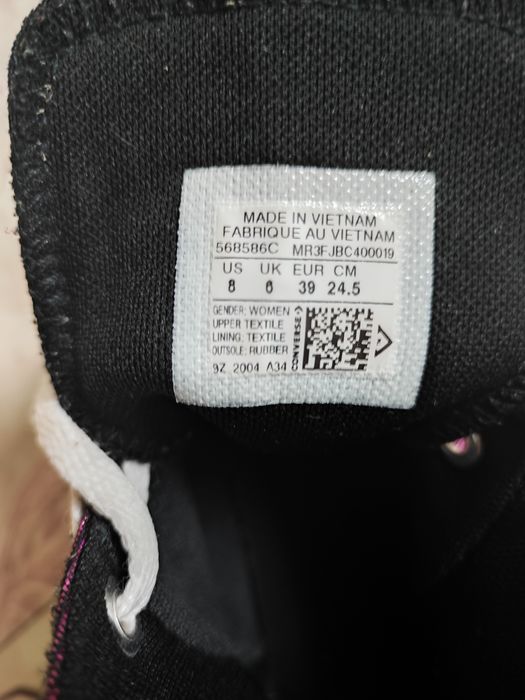 MADE IN VIETNAM
FABRIQUE AU VIETNAM
568586C MR3FJBC400019
US UK EUR CM
8 6 39 24.5
GENDER: WOMEN
UPPER TEXTILE
LINING: TEXTILE
OUTSOLE: RUBBER
9Z 2004 A348
CONVERSE